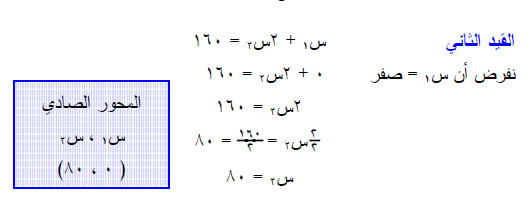 القيد الثاني س١ + ٢س٢ = ١٦٠
نفرض أن س١ = صفر ٠ + ٢س٢ = ١٦٠
٢س٢ = ١٦٠
٢/٢ س٢ = ١٦٠/٢ = ٨٠
س٢ = ٨٠
المحور الصادي
س١ ، س٢
(٠ ، ٨٠)